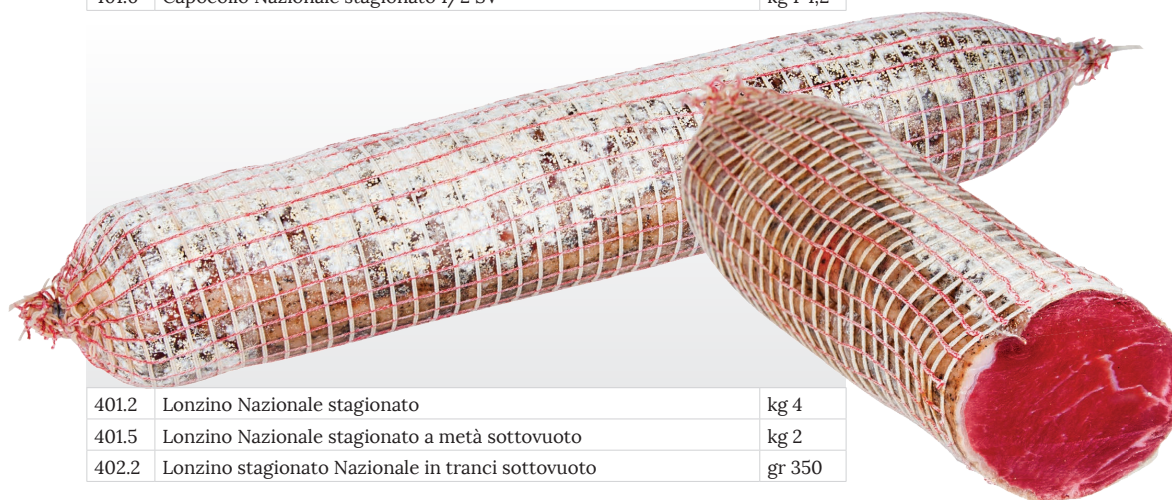 401.2 Lonzino Nazionale stagionato kg 4
401.5 Lonzino Nazionale stagionato a metà sottovuoto kg 2
402.2 Lonzino stagionato Nazionale in tranci sottovuoto gr 350